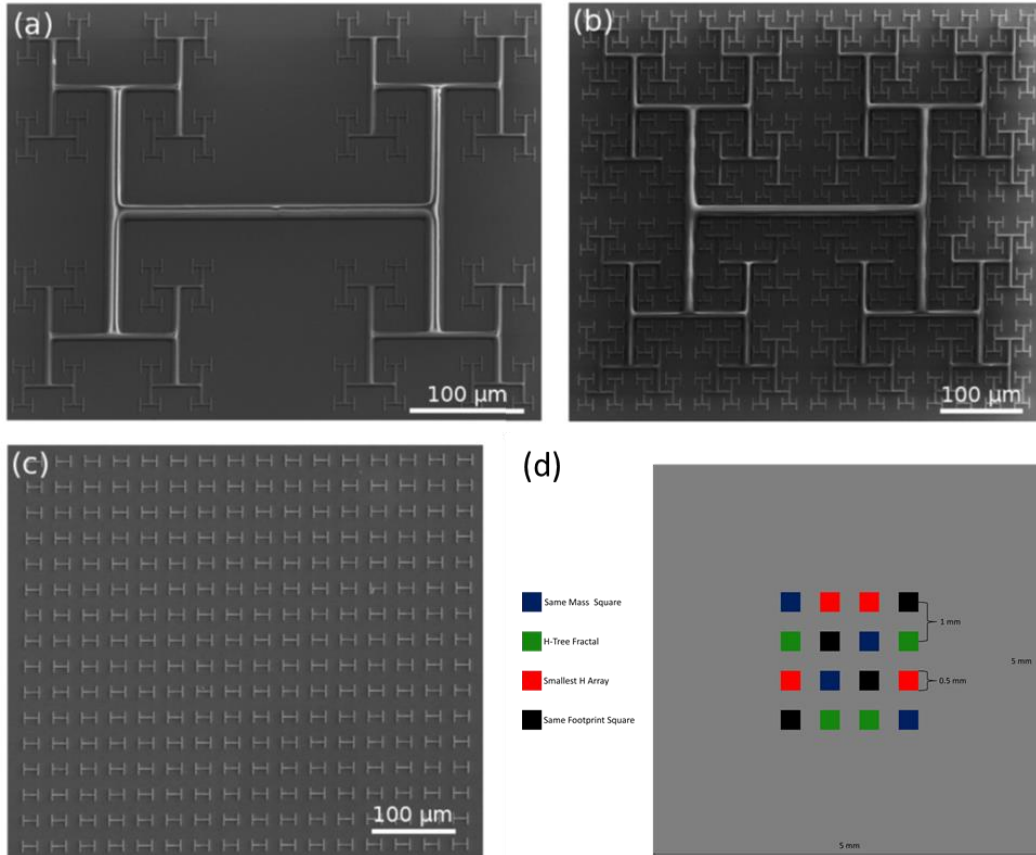 (a)
100 µm
(b)
100 µm
(c)
100 µm
(d)
Same Mass  Square
H-Tree Fractal
Smallest H Array
Same Footprint Square
1 mm
5 mm
0.5 mm
5 mm